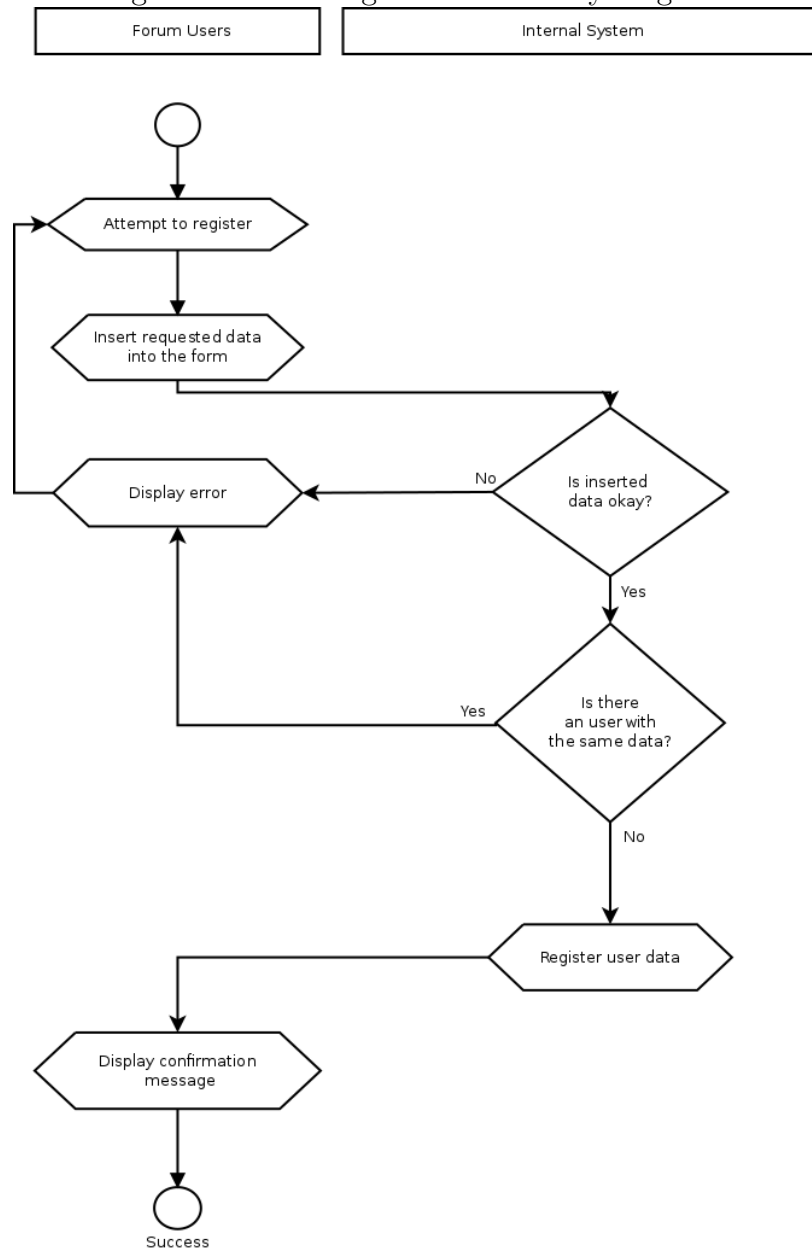 Forum Users
Internal System
Attempt to register
Insert requested data
into the form
Is inserted
data okay?
No
Display error
Yes
Is there
an user with
the same data?
Yes
No
Register user data
Display confirmation
message
Success